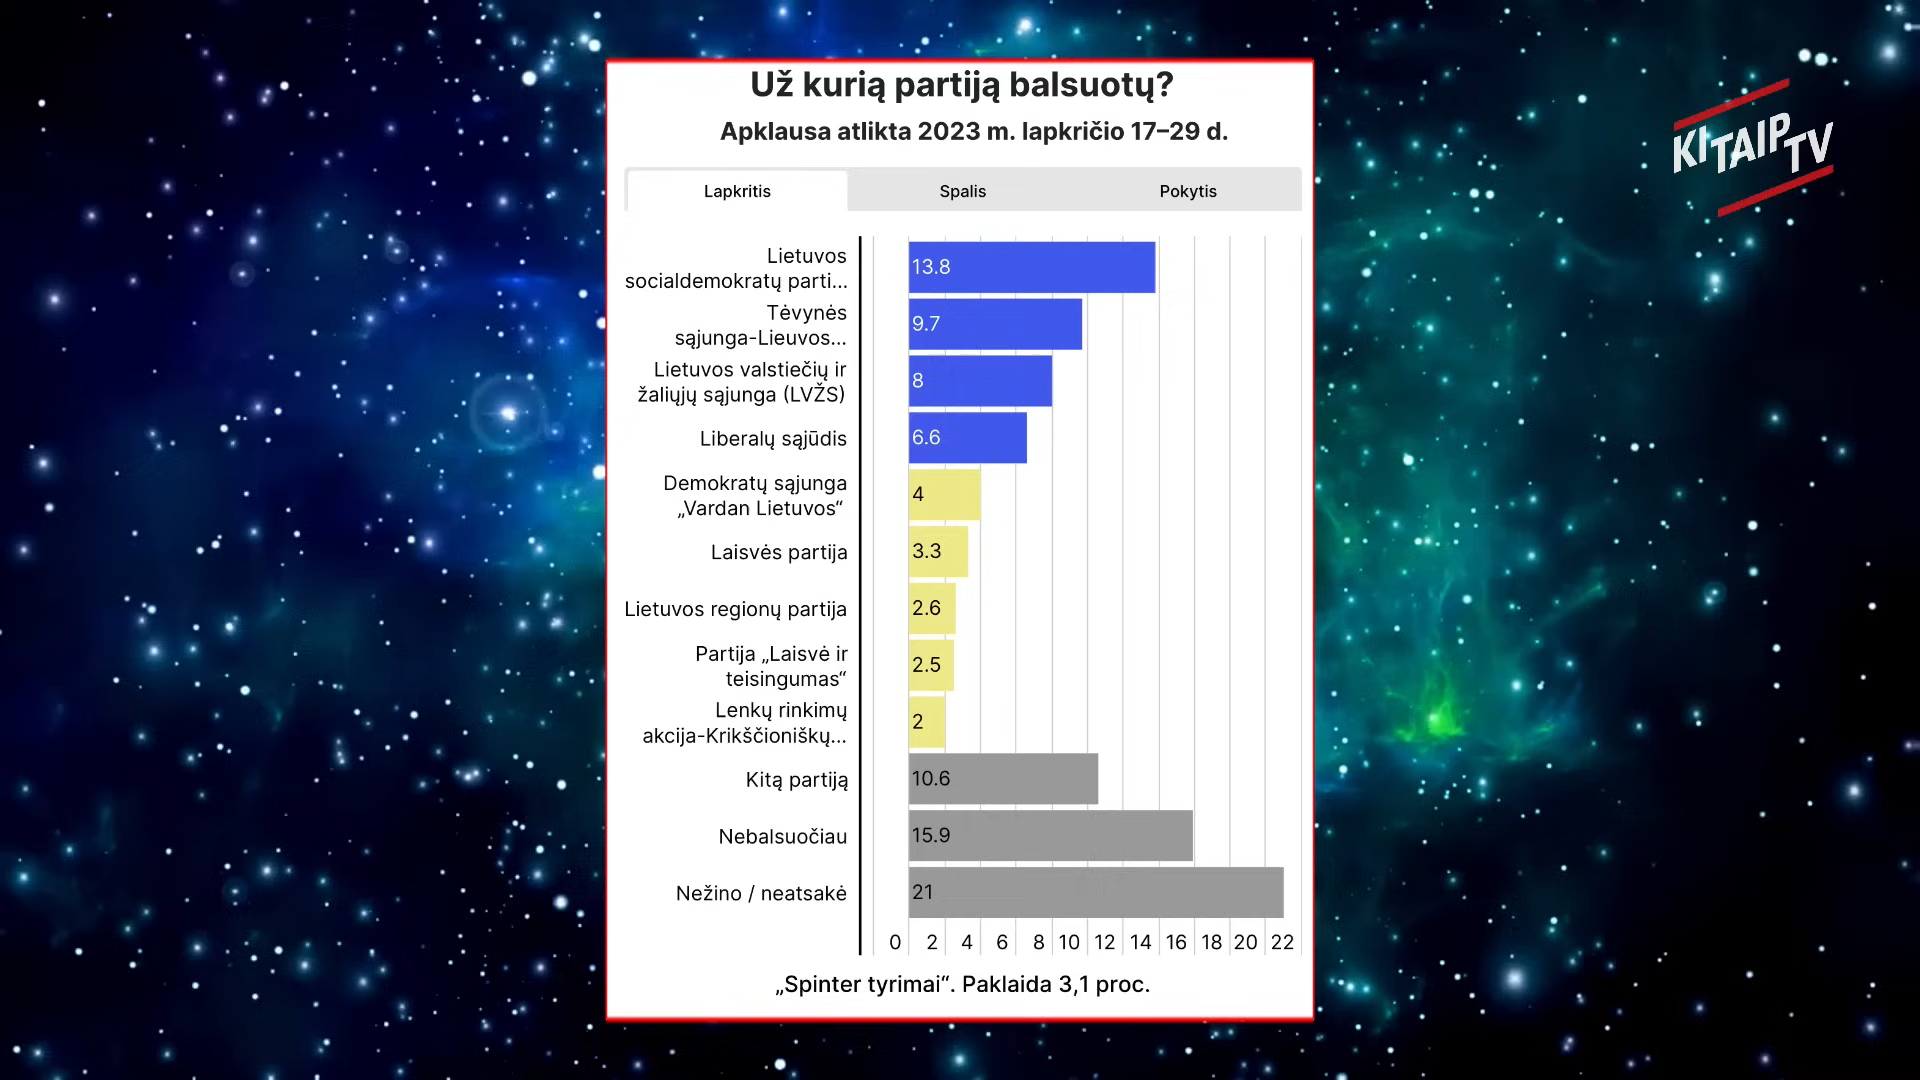 Už kurią partiją balsuotų?
Apklausa atlikta 2023 m. lapkričio 17–29 d.
KITAIP TV
Lapkritis Spalis Pokytis
Lietuvos
socialdemokratų parti...
13.8
Tėvynės
sąjunga-Lieuvos...
9.7
Lietuvos valstiečių ir
žaliųjų sąjunga (LVŽS)
8
Liberalų sąjūdis
6.6
Demokratų sąjunga
„Vardan Lietuvos“
4
Laisvės partija
3.3
Lietuvos regionų partija
2.6
Partija „Laisvė ir
teisingumas“
2.5
Lenkų rinkimų
akcija-Krikščioniškų...
2
Kitą partiją
10.6
Nebalsuočiau
15.9
Nežino / neatsakė
21
0 2 4 6 8 10 12 14 16 18 20 22
„Spinter tyrimai“. Paklaida 3,1 proc.